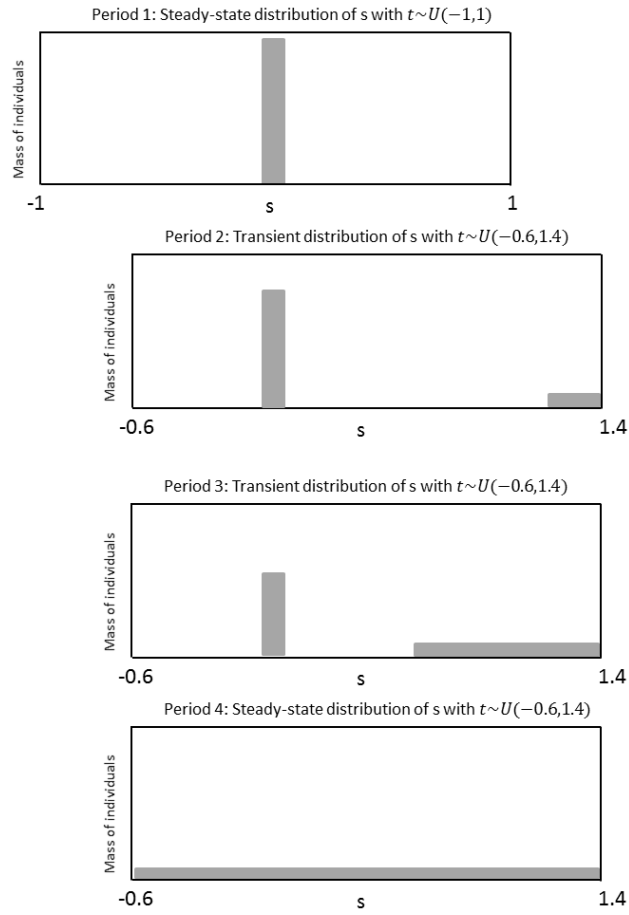 Period 1: Steady-state distribution of s with t~U(−1,1)
Mass of individuals
-1 s 1
Period 2: Transient distribution of s with t~U(−0.6,1.4)
Mass of individuals
-0.6 s 1.4
Period 3: Transient distribution of s with t~U(−0.6,1.4)
Mass of individuals
-0.6 s 1.4
Period 4: Steady-state distribution of s with t~U(−0.6,1.4)
Mass of individuals
-0.6 s 1.4